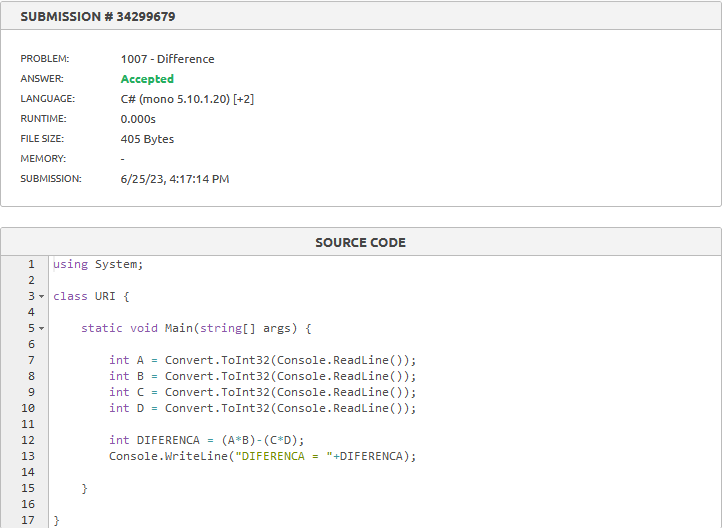 SUBMISSION # 34299679
PROBLEM: 1007 - Difference
ANSWER: Accepted
LANGUAGE: C# (mono 5.10.1.20) [+2]
RUNTIME: 0.000s
FILE SIZE: 405 Bytes
MEMORY: -
SUBMISSION: 6/25/23, 4:17:14 PM
SOURCE CODE
1 using System;
2
3 class URI {
4
5     static void Main(string[] args) {
6
7         int A = Convert.ToInt32(Console.ReadLine());
8         int B = Convert.ToInt32(Console.ReadLine());
9         int C = Convert.ToInt32(Console.ReadLine());
10         int D = Convert.ToInt32(Console.ReadLine());
11
12         int DIFERENCA = (A*B)-(C*D);
13         Console.WriteLine("DIFERENCA = "+DIFERENCA);
14
15     }
16
17 }